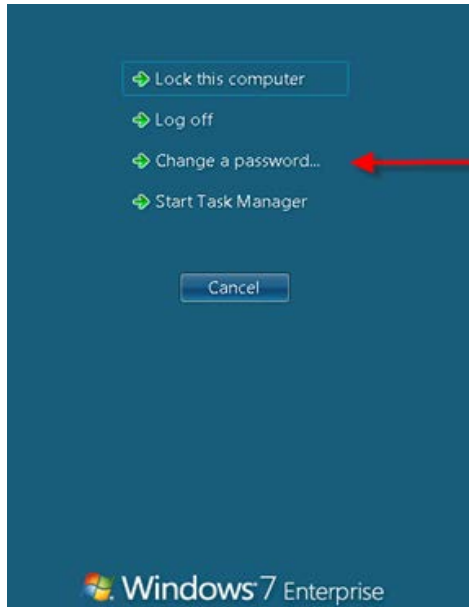 Lock this computer
Log off
Change a password...
Start Task Manager
Cancel
Windows 7 Enterprise